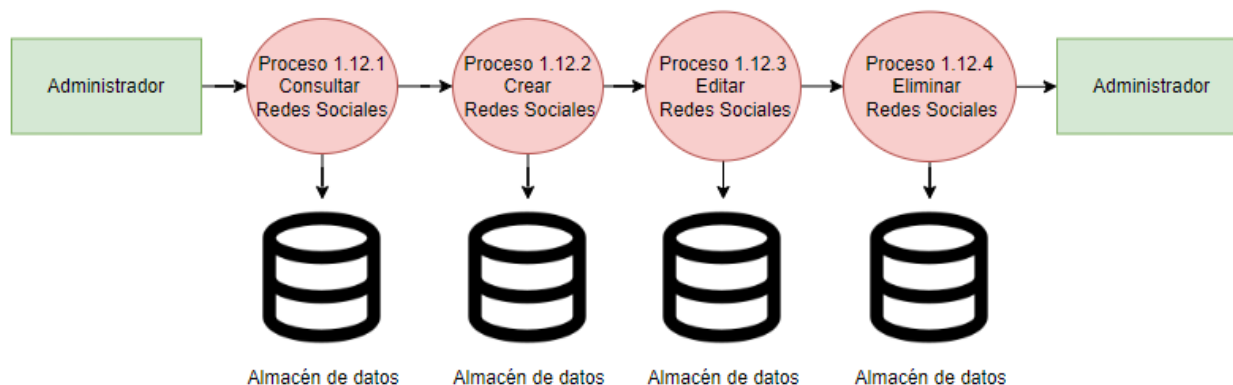 Administrador
Proceso 1.12.1
Consultar
Redes Sociales
Proceso 1.12.2
Crear
Redes Sociales
Proceso 1.12.3
Editar
Redes Sociales
Proceso 1.12.4
Eliminar
Redes Sociales
Administrador
Almacén de datos
Almacén de datos
Almacén de datos
Almacén de datos